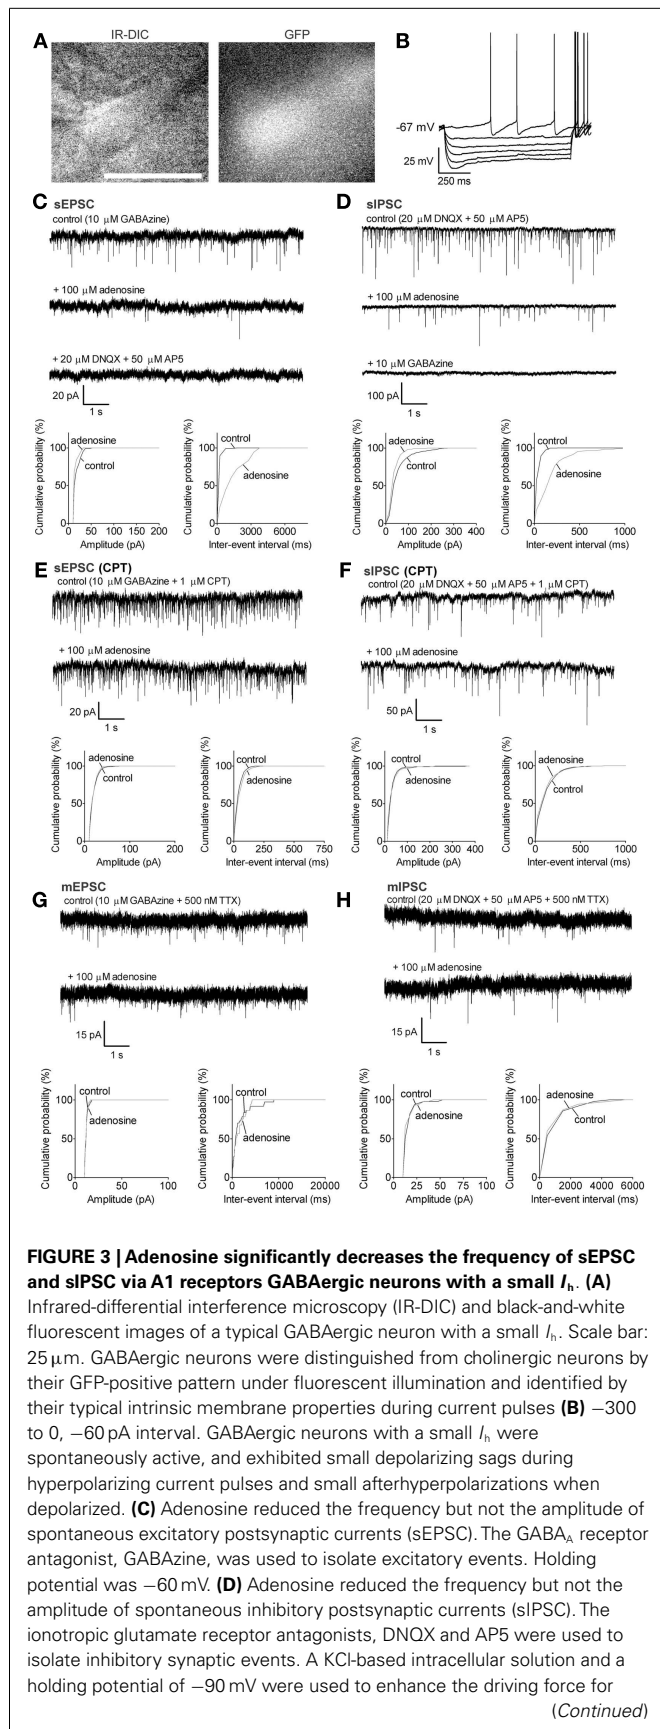 A
IR-DIC
GFP
B
-67 mV
25 mV
250 ms
C
sEPSC
control (10 μM GABAzine)
+ 100 μM adenosine
+ 20 μM DNQX + 50 μM AP5
20 pA
1 s
Cumulative probability (%)
100
50
0
adenosine
control
0 50 100 150 200
Amplitude (pA)
Cumulative probability (%)
100
50
0
control
adenosine
0 3000 6000
Inter-event interval (ms)
D
sIPSC
control (20 μM DNQX + 50 μM AP5)
+ 100 μM adenosine
+ 10 μM GABAzine
100 pA
1 s
Cumulative probability (%)
100
50
0
adenosine
control
0 100 200 300 400
Amplitude (pA)
Cumulative probability (%)
100
50
0
control
adenosine
0 500 1000
Inter-event interval (ms)
E
sEPSC (CPT)
control (10 μM GABAzine + 1 μM CPT)
+ 100 μM adenosine
20 pA
1 s
Cumulative probability (%)
100
50
0
adenosine
control
0 100 200
Amplitude (pA)
Cumulative probability (%)
100
50
0
control
adenosine
0 250 500 750
Inter-event interval (ms)
F
sIPSC (CPT)
control (20 μM DNQX + 50 μM AP5 + 1 μM CPT)
+ 100 μM adenosine
50 pA
1 s
Cumulative probability (%)
100
50
0
control
adenosine
0 100 200 300 400
Amplitude (pA)
Cumulative probability (%)
100
50
0
adenosine
control
0 500 1000
Inter-event interval (ms)
G
mEPSC
control (10 μM GABAzine + 500 nM TTX)
+ 100 μM adenosine
15 pA
1 s
Cumulative probability (%)
100
50
0
control
adenosine
0 50 100
Amplitude (pA)
Cumulative probability (%)
100
50
0
control
adenosine
0 10000 20000
Inter-event interval (ms)
H
mIPSC
control (20 μM DNQX + 50 μM AP5 + 500 nM TTX)
+ 100 μM adenosine
15 pA
1 s
Cumulative probability (%)
100
50
0
control
adenosine
0 25 50 75 100
Amplitude (pA)
Cumulative probability (%)
100
50
0
adenosine
control
0 2000 4000 6000
Inter-event interval (ms)
FIGURE 3 | Adenosine significantly decreases the frequency of sEPSC
and sIPSC via A1 receptors GABAergic neurons with a small Ih. (A)
Infrared-differential interference microscopy (IR-DIC) and black-and-white
fluorescent images of a typical GABAergic neuron with a small Ih. Scale bar:
25 μm. GABAergic neurons were distinguished from cholinergic neurons by
their GFP-positive pattern under fluorescent illumination and identified by
their typical intrinsic membrane properties during current pulses (B) −300
to 0, −60 pA interval. GABAergic neurons with a small Ih were
spontaneously active, and exhibited small depolarizing sags during
hyperpolarizing current pulses and small afterhyperpolarizations when
depolarized. (C) Adenosine reduced the frequency but not the amplitude of
spontaneous excitatory postsynaptic currents (sEPSC). The GABAA receptor
antagonist, GABAzine, was used to isolate excitatory events. Holding
potential was −60 mV. (D) Adenosine reduced the frequency but not the
amplitude of spontaneous inhibitory postsynaptic currents (sIPSC). The
ionotropic glutamate receptor antagonists, DNQX and AP5 were used to
isolate inhibitory synaptic events. A KCl-based intracellular solution and a
holding potential of −90 mV were used to enhance the driving force for
(Continued)